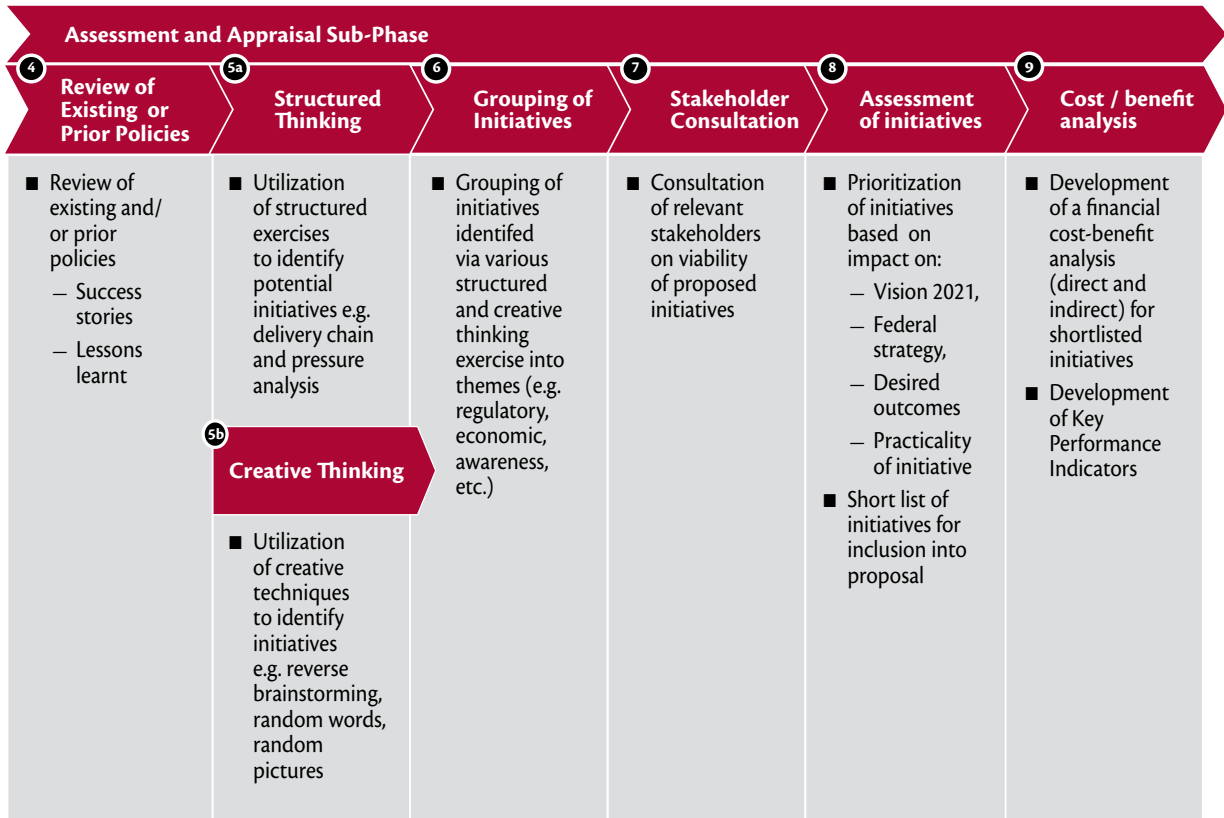 Assessment and Appraisal Sub-Phase
4
Review of
Existing or
Prior Policies
5a
Structured
Thinking
6
Grouping of
Initiatives
7
Stakeholder
Consultation
8
Assessment
of initiatives
9
Cost / benefit
analysis
■ Review of
existing and/
or prior
policies
— Success
stories
— Lessons
learnt
■ Utilization
of structured
exercises
to identify
potential
initiatives e.g.
delivery chain
and pressure
analysis
5b
Creative Thinking
■ Utilization
of creative
techniques
to identify
initiatives
e.g. reverse
brainstorming,
random words,
random
pictures
■ Grouping of
initiatives
identifed
via various
structured
and creative
thinking
exercise into
themes (e.g.
regulatory,
economic,
awareness,
etc.)
■ Consultation
of relevant
stakeholders
on viability
of proposed
initiatives
■ Prioritization
of initiatives
based on
impact on:
— Vision 2021,
— Federal
strategy,
— Desired
outcomes
— Practicality
of initiative
■ Short list of
initiatives for
inclusion into
proposal
■ Development
of a financial
cost-benefit
analysis
(direct and
indirect) for
shortlisted
initiatives
■ Development
of Key
Performance
Indicators